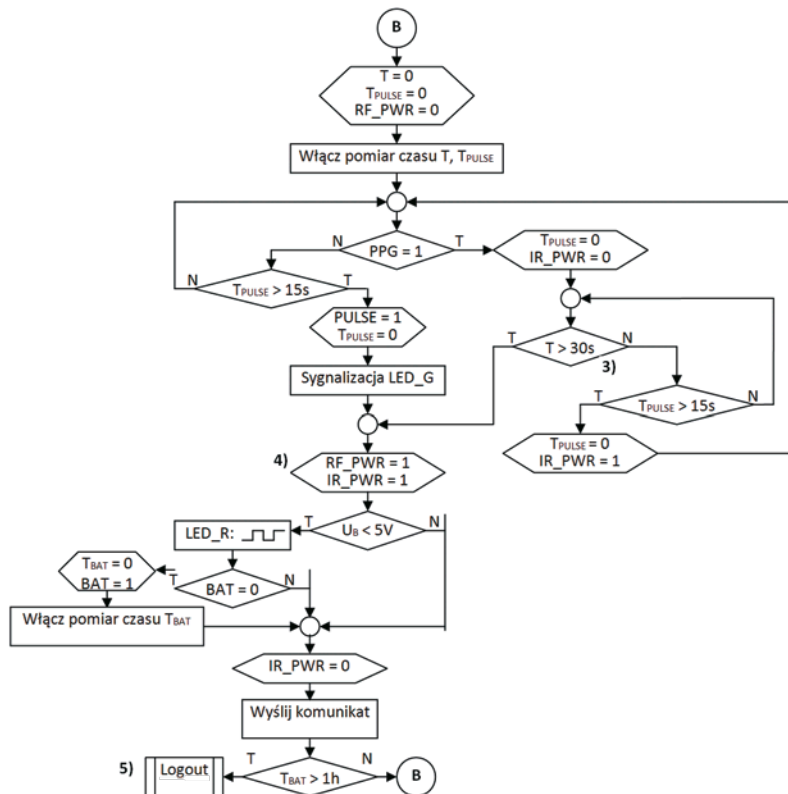 B
T = 0
TPULSE = 0
RF_PWR = 0
Włącz pomiar czasu T, TPULSE
N
PPG = 1
T
TPULSE = 0
IR_PWR = 0
N
TPULSE > 15s
T
PULSE = 1
TPULSE = 0
T
T > 30s
N
3)
Sygnalizacja LED_G
T
TPULSE > 15s
N
TPULSE = 0
IR_PWR = 1
4)
RF_PWR = 1
IR_PWR = 1
LED_R:
T
UB < 5V
N
TBAT = 0
BAT = 1
T
BAT = 0
N
Włącz pomiar czasu TBAT
IR_PWR = 0
Wyślij komunikat
5)
Logout
T
TBAT > 1h
N
B